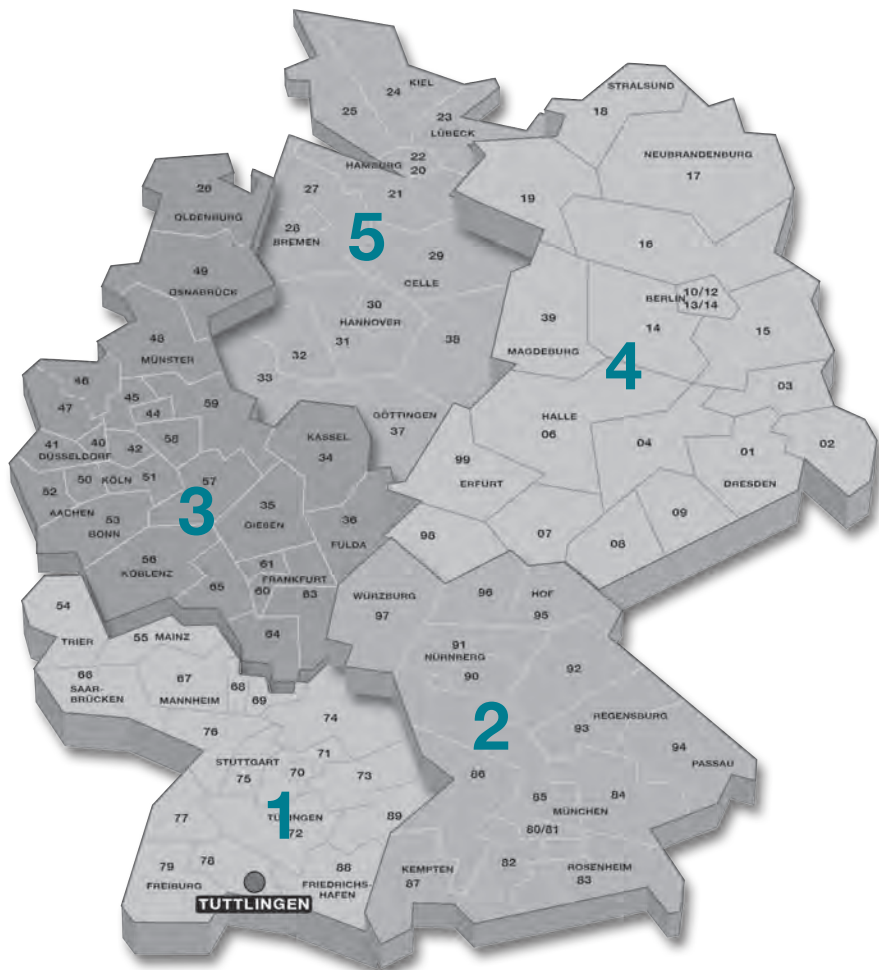 KIEL
24
25
23
LÜBECK
STRALSUND
18
NEUBRANDENBURG
17
22
HAMBURG
20
27
21
19
26
OLDENBURG
28
BREMEN
5
16
29
CELLE
49
OSNABRÜCK
30
HANNOVER
10/12
BERLIN
13/14
39
14
15
31
38
32
33
MAGDEBURG
4
48
MÜNSTER
46
47
45
44
59
03
GÖTTINGEN
37
HALLE
06
04
02
01
DRESDEN
KASSEL
34
41
40
42
58
DÜSSELDORF
99
ERFURT
50
KÖLN
51
57
52
3
AACHEN
53
BONN
35
GIEßEN
36
FULDA
09
07
08
98
56
KOBLENZ
61
FRANKFURT
65
60
63
64
WÜRZBURG
97
96
HOF
95
54
TRIER
55
MAINZ
91
NÜRNBERG
90
92
66
SAAR-
BRÜCKEN
67
MANNHEIM
68
69
74
2
REGENSBURG
93
94
PASSAU
76
71
STUTTGART
75
70
73
86
85
84
MÜNCHEN
80/81
77
1
TÜBINGEN
72
89
79
78
FREIBURG
88
FRIEDRICHS-
HAFEN
KEMPTEN
87
82
ROSENHEIM
83
TUTTLINGEN